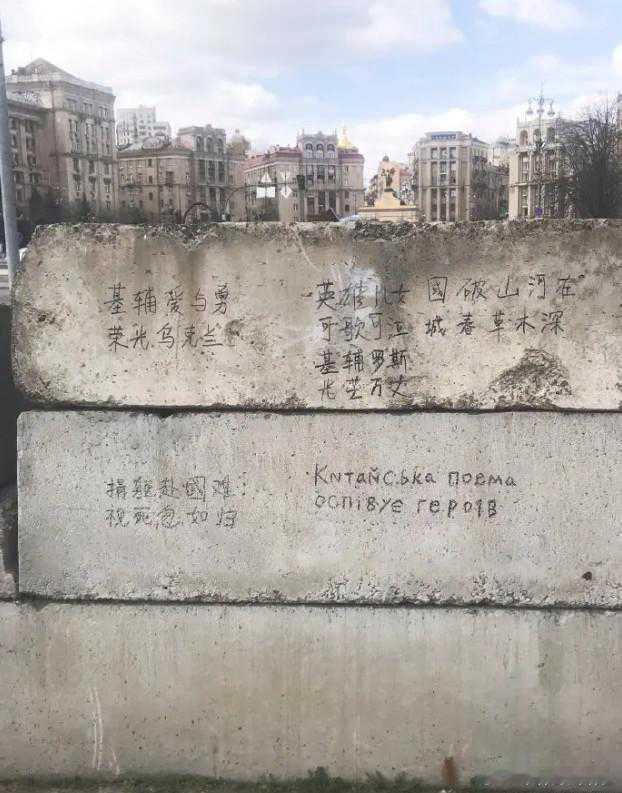 基辅爱与勇
荣光乌克兰
英雄儿女
可歌可泣
基辅罗斯
光芒万丈
國破山河在
城春草木深
捐躯赴國难
视死忽如归
Китайська поема
оспівує героїв